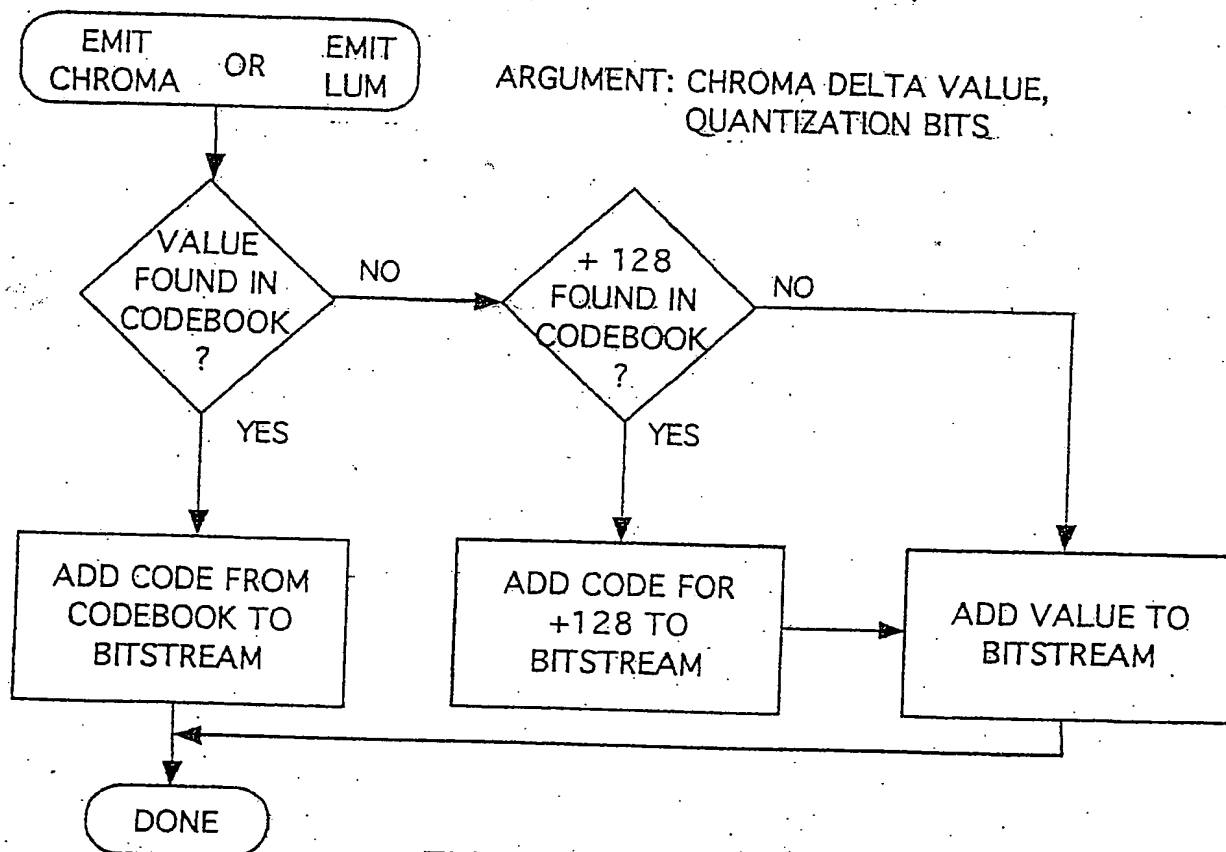 EMIT CHROMA OR EMIT LUM
ARGUMENT: CHROMA DELTA VALUE,
QUANTIZATION BITS
VALUE
FOUND IN
CODEBOOK
?
NO
YES
+ 128
FOUND IN
CODEBOOK
?
NO
YES
ADD CODE FROM
CODEBOOK TO
BITSTREAM
ADD CODE FOR
+128 TO
BITSTREAM
ADD VALUE TO
BITSTREAM
DONE